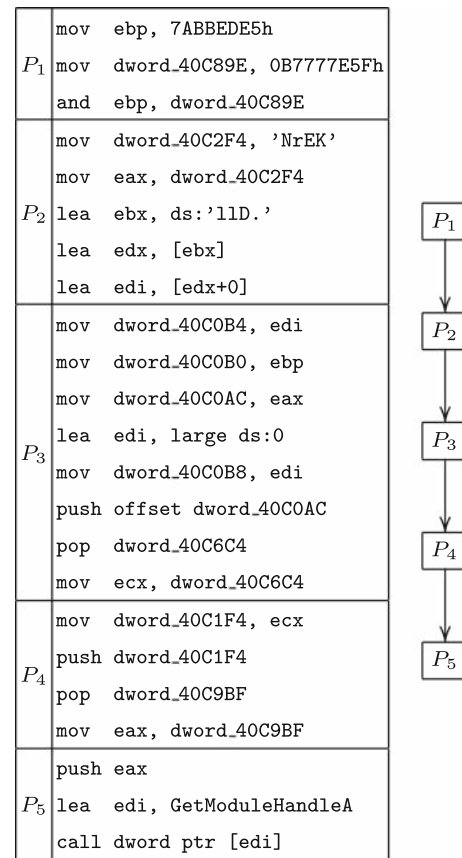 P1
mov ebp, 7ABBEDE5h
mov dword_40C89E, 0B7777E5Fh
and ebp, dword_40C89E
P2
mov dword_40C2F4, 'NrEK'
mov eax, dword_40C2F4
lea ebx, ds:'llD.'
lea edx, [ebx]
lea edi, [edx+0]
P3
mov dword_40C0B4, edi
mov dword_40C0B0, ebp
mov dword_40C0AC, eax
lea edi, large ds:0
mov dword_40C0B8, edi
push offset dword_40C0AC
pop dword_40C6C4
mov ecx, dword_40C6C4
P4
mov dword_40C1F4, ecx
push dword_40C1F4
pop dword_40C9BF
mov eax, dword_40C9BF
P5
push eax
lea edi, GetModuleHandleA
call dword ptr [edi]
P1
P2
P3
P4
P5